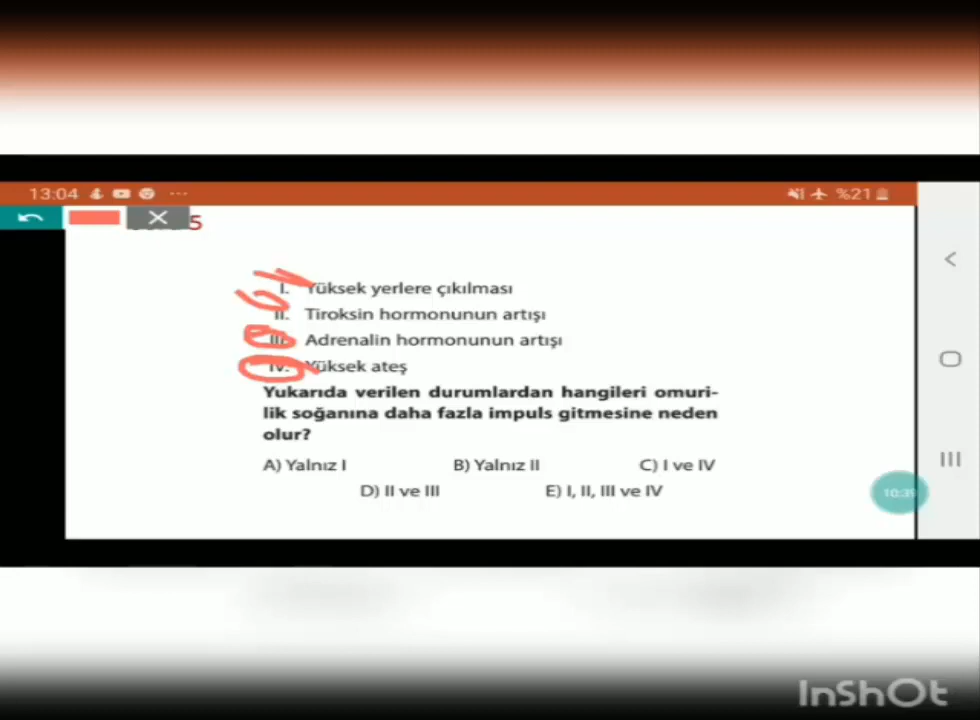 13:04 ... %21
5
I. Yüksek yerlere çıkılması
II. Tiroksin hormonunun artışı
III. Adrenalin hormonunun artışı
IV. Yüksek ateş
Yukarıda verilen durumlardan hangileri omuri-
lik soğanına daha fazla impuls gitmesine neden
olur?
A) Yalnız I B) Yalnız II C) I ve IV
D) II ve III E) I, II, III ve IV
10:39
InShOt